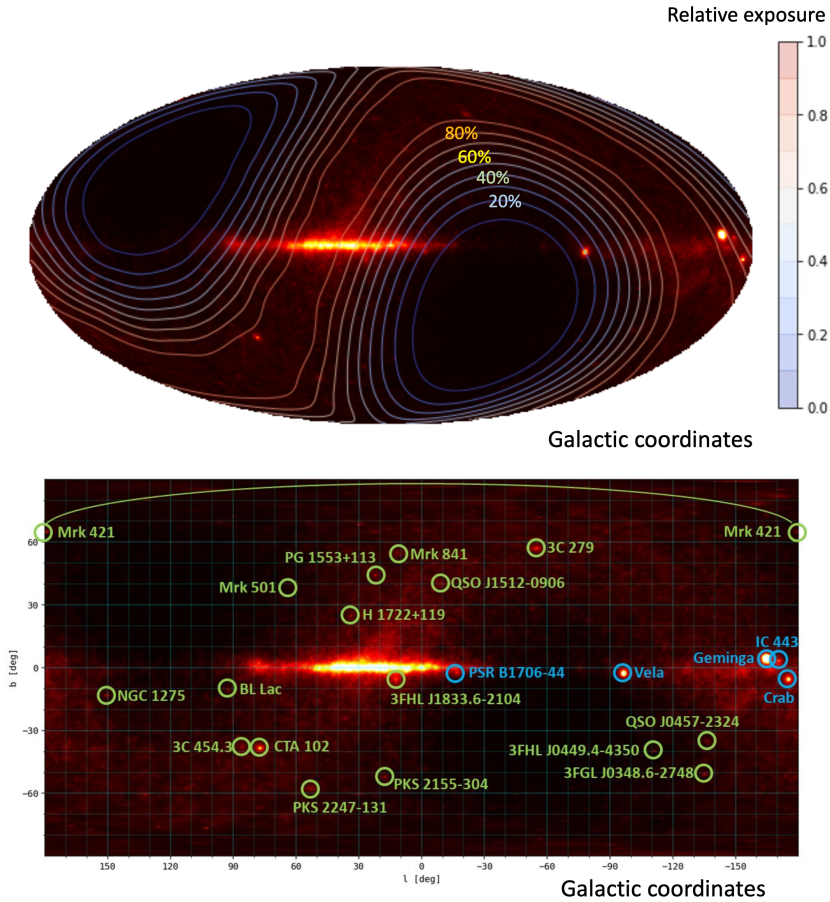 Relative exposure
1.0
0.8
0.6
0.4
0.2
0.0
80%
60%
40%
20%
Galactic coordinates
Mrk 421
Mrk 421
PG 1553+113
Mrk 841
3C 279
Mrk 501
QSO J1512-0906
H 1722+119
IC 443
Geminga
PSR B1706-44
Vela
Crab
NGC 1275
BL Lac
3FHL J1833.6-2104
QSO J0457-2324
3C 454.3
CTA 102
3FHL J0449.4-4350
3FGL J0348.6-2748
PKS 2155-304
PKS 2247-131
b [deg]
60
30
0
−30
−60
150 120 90 60 30 0 −30 −60 −90 −120 −150
l [deg]
Galactic coordinates